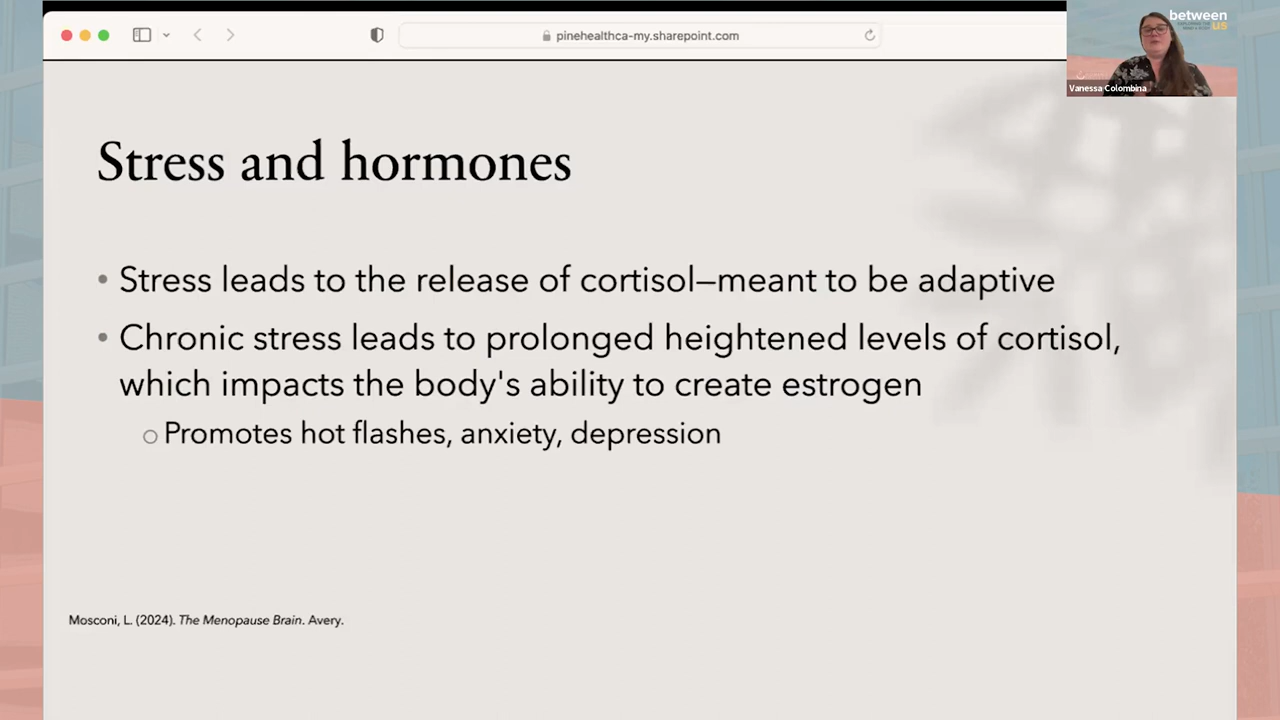 pinehealthca-my.sharepoint.com
between
us
Vanessa Colombina
Stress and hormones
• Stress leads to the release of cortisol—meant to be adaptive
• Chronic stress leads to prolonged heightened levels of cortisol,
which impacts the body's ability to create estrogen
○ Promotes hot flashes, anxiety, depression
Mosconi, L. (2024). The Menopause Brain. Avery.